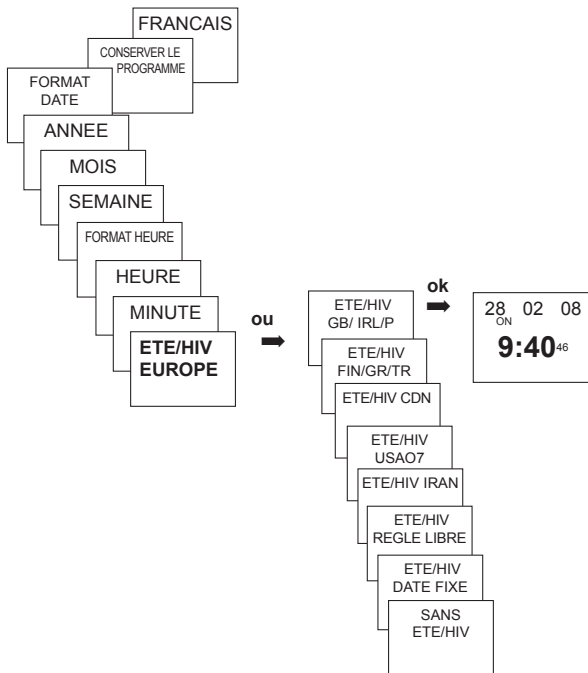 FRANCAIS
CONSERVER LE
PROGRAMME
FORMAT
DATE
ANNEE
MOIS
SEMAINE
FORMAT HEURE
HEURE
MINUTE
ETE/HIV
EUROPE
ou
ETE/HIV
GB/ IRL/P
ETE/HIV
FIN/GR/TR
ETE/HIV CDN
ETE/HIV
USAO7
ETE/HIV IRAN
ETE/HIV
REGLE LIBRE
ETE/HIV
DATE FIXE
SANS
ETE/HIV
ok
28 02 08
ON
9:40 46